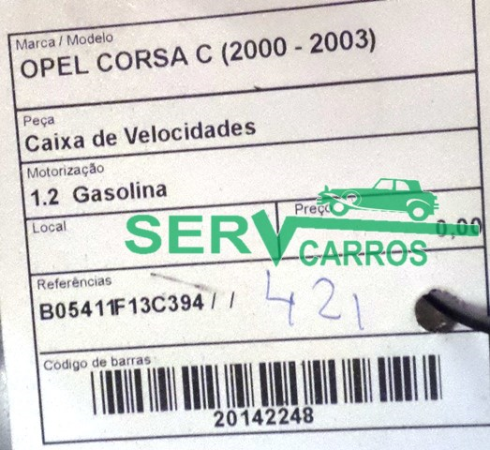 Marca / Modelo
OPEL CORSA C (2000 - 2003)
Peça
Caixa de Velocidades
Motorização
1.2 Gasolina
Local
Preço
0,00
SERV
CARROS
Referências
B05411F13C394 / /
421
Código de barras
20142248